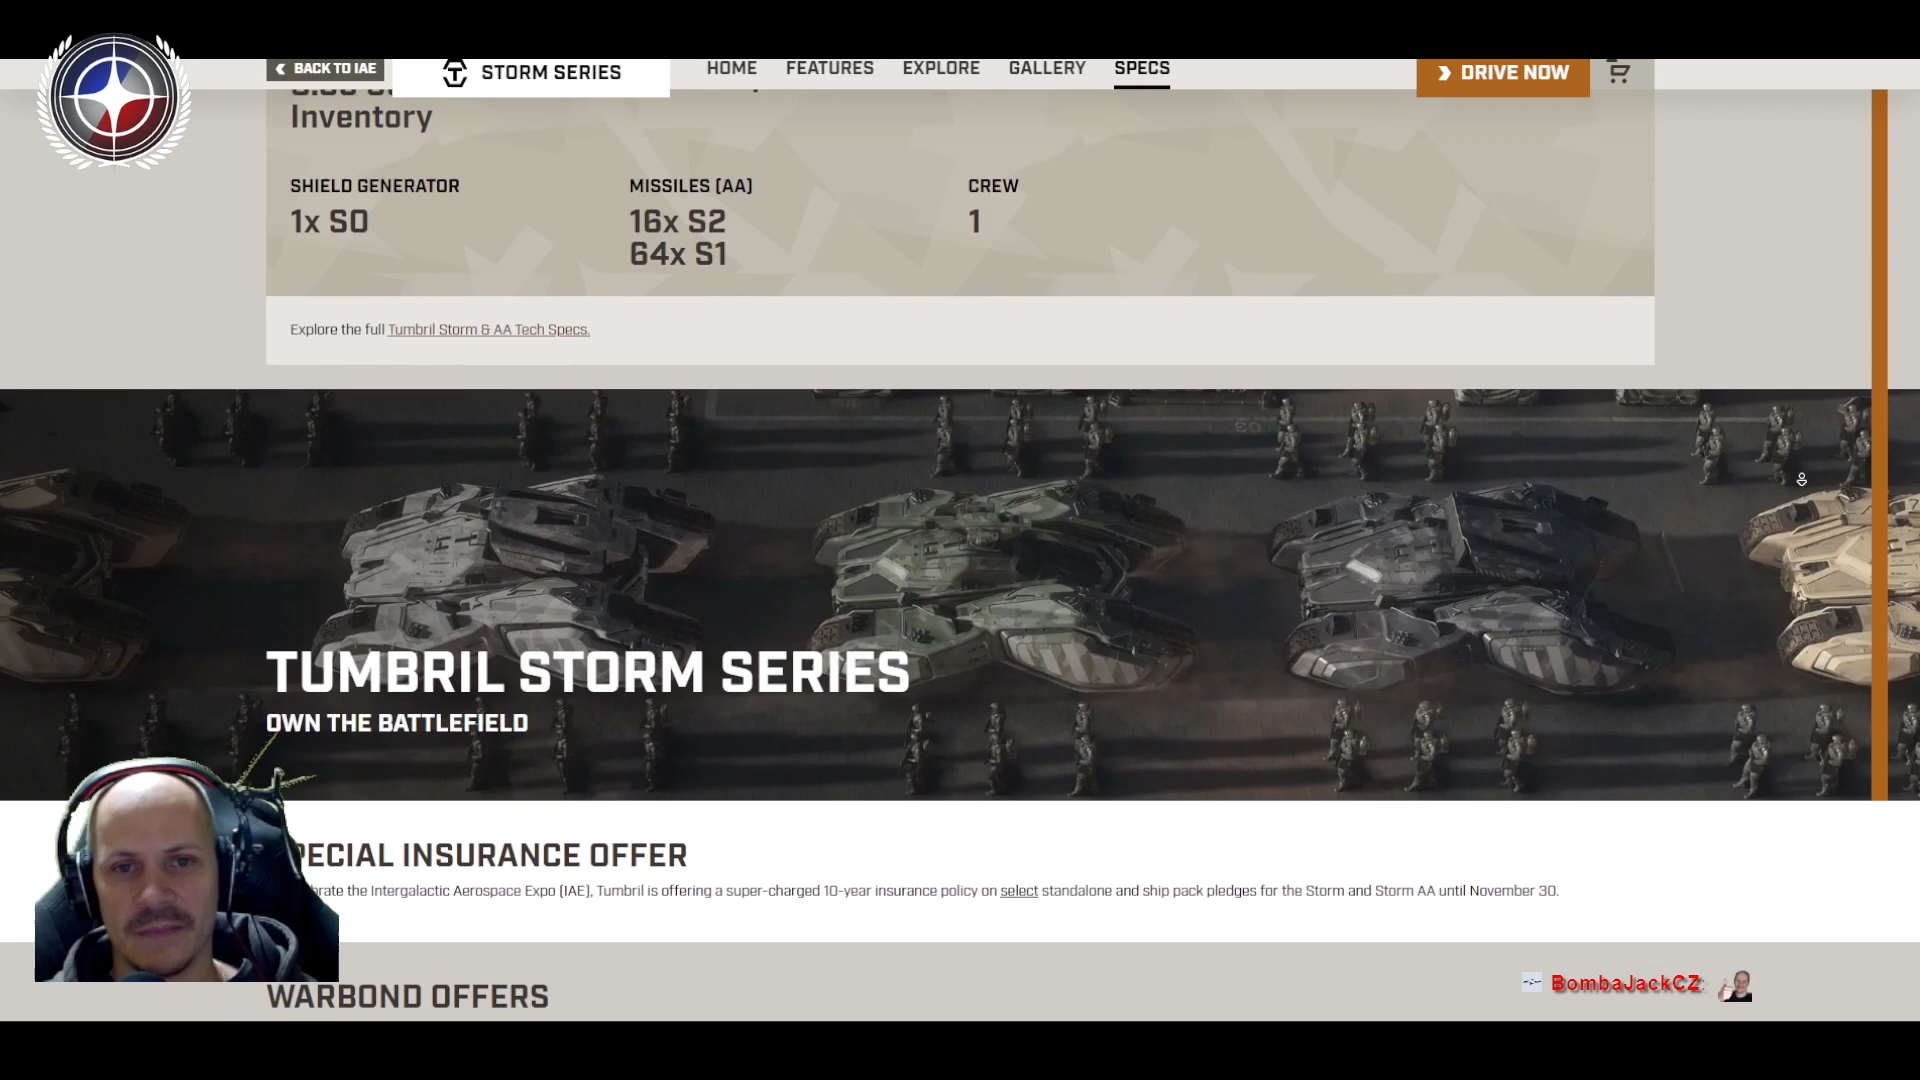 BACK TO IAE
STORM SERIES
HOME
FEATURES
EXPLORE
GALLERY
SPECS
DRIVE NOW
Inventory
SHIELD GENERATOR
1x S0
MISSILES (AA)
16x S2
64x S1
CREW
1
Explore the full Tumbril Storm & AA Tech Specs.
TUMBRIL STORM SERIES
OWN THE BATTLEFIELD
PECIAL INSURANCE OFFER
brate the Intergalactic Aerospace Expo (IAE), Tumbril is offering a super-charged 10-year insurance policy on select standalone and ship pack pledges for the Storm and Storm AA until November 30.
WARBOND OFFERS
BombaJackCZ: